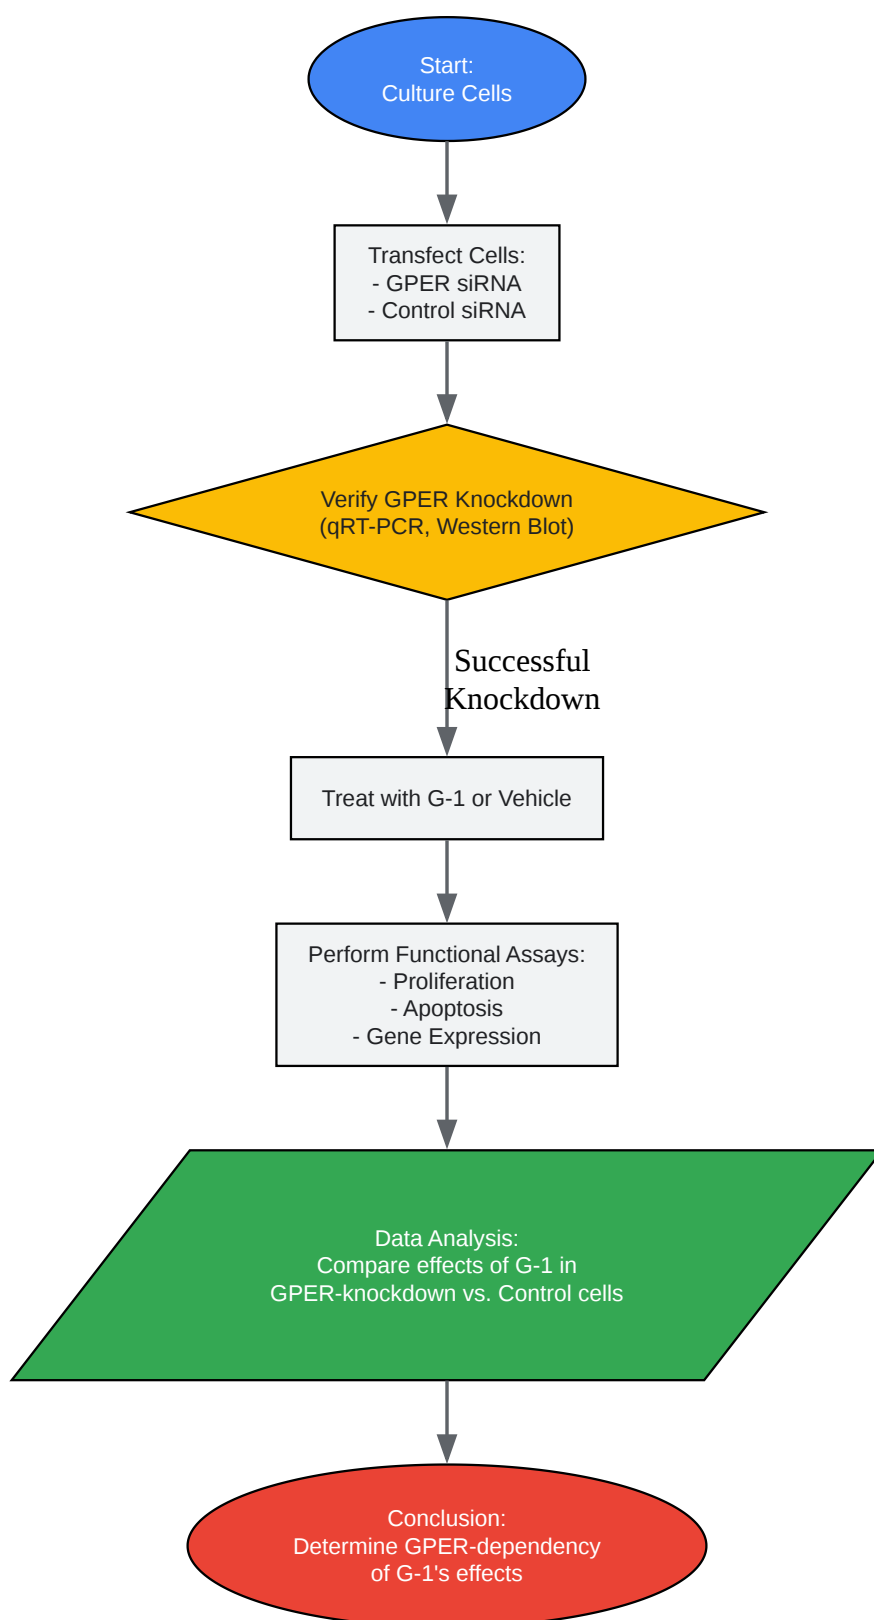 Start:
Culture Cells
Transfect Cells:
- GPER siRNA
- Control siRNA
Verify GPER Knockdown
(qRT-PCR, Western Blot)
Successful
Knockdown
Treat with G-1 or Vehicle
Perform Functional Assays:
- Proliferation
- Apoptosis
- Gene Expression
Data Analysis:
Compare effects of G-1 in
GPER-knockdown vs. Control cells
Conclusion:
Determine GPER-dependency
of G-1's effects